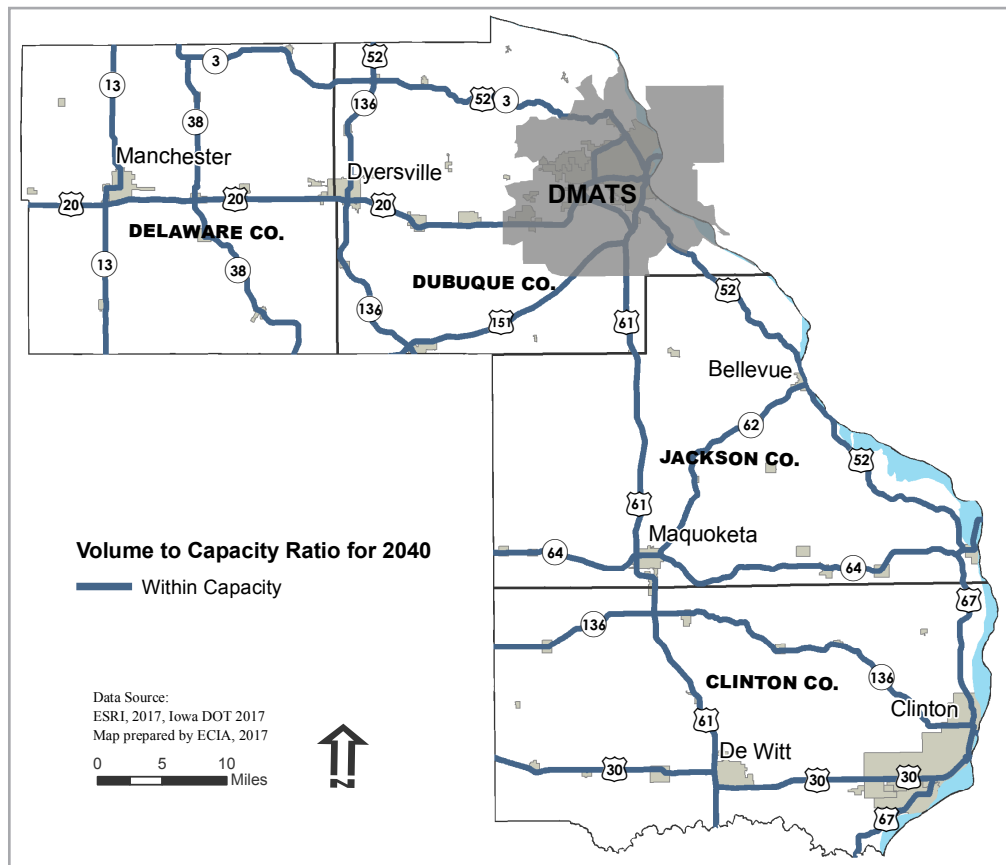 52
3
13
136
52 3
38
Manchester
Dyersville
20
20
20
DMATS
DELAWARE CO.
13
38
DUBUQUE CO.
52
136
151
61
Bellevue
62
JACKSON CO.
52
61
Maquoketa
64
64
Volume to Capacity Ratio for 2040
Within Capacity
67
136
CLINTON CO.
136
Clinton
61
De Witt
30
30
30
67
Data Source:
ESRI, 2017, Iowa DOT 2017
Map prepared by ECIA, 2017
0 5 10
Miles
N